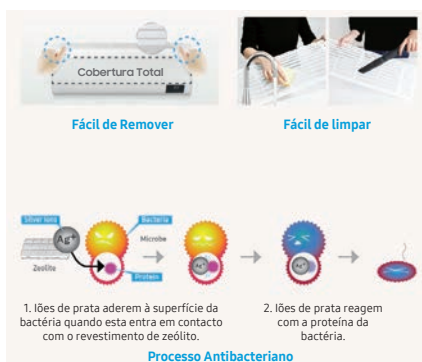 Cobertura Total
Fácil de Remover
Fácil de limpar
Silver ions
Bacteria
Ag+
Microbe
Ag+
Ag+
Zeolite
Protein
1. Iões de prata aderem à superfície da
bactéria quando esta entra em contacto
com o revestimento de zeólito.
2. Iões de prata reagem
com a proteína da
bactéria.
Processo Antibacteriano